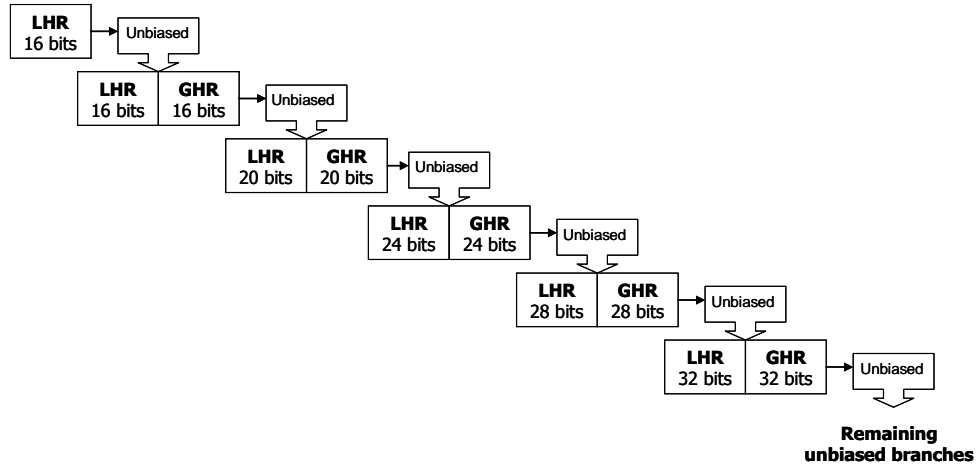 LHR
16 bits
Unbiased
LHR
16 bits
GHR
16 bits
Unbiased
LHR
20 bits
GHR
20 bits
Unbiased
LHR
24 bits
GHR
24 bits
Unbiased
LHR
28 bits
GHR
28 bits
Unbiased
LHR
32 bits
GHR
32 bits
Unbiased
Remaining
unbiased branches